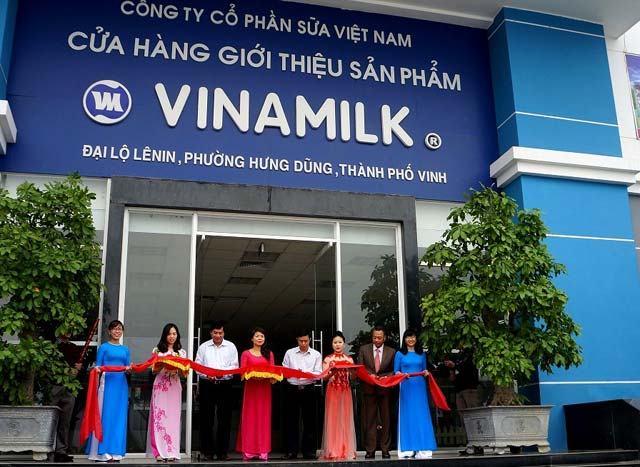 CÔNG TY CỔ PHẦN SỮA VIỆT NAM
CỬA HÀNG GIỚI THIỆU SẢN PHẨM
VM VINAMILK ®
ĐẠI LỘ LÊNIN, PHƯỜNG HƯNG DŨNG, THÀNH PHỐ VINH